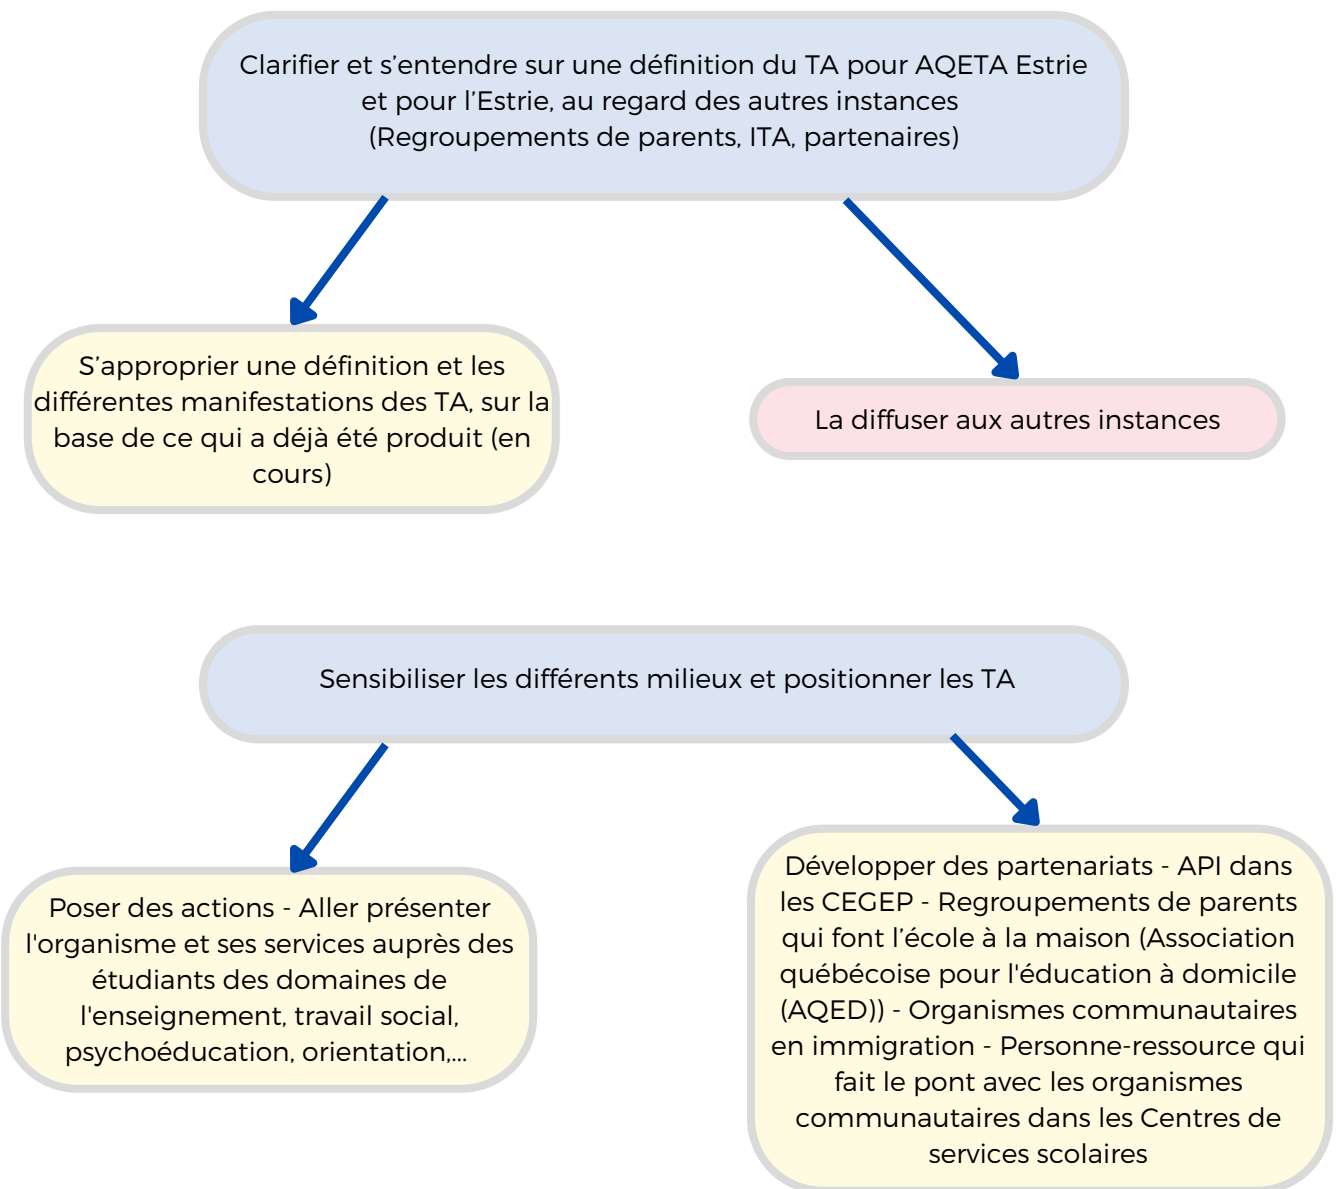 Clarifier et s’entendre sur une définition du TA pour AQETA Estrie
et pour l’Estrie, au regard des autres instances
(Regroupements de parents, ITA, partenaires)
S’approprier une définition et les
différentes manifestations des TA, sur la
base de ce qui a déjà été produit (en
cours)
La diffuser aux autres instances
Sensibiliser les différents milieux et positionner les TA
Poser des actions - Aller présenter
l'organisme et ses services auprès des
étudiants des domaines de
l'enseignement, travail social,
psychoéducation, orientation,...
Développer des partenariats - API dans
les CEGEP - Regroupements de parents
qui font l’école à la maison (Association
québécoise pour l'éducation à domicile
(AQED)) - Organismes communautaires
en immigration - Personne-ressource qui
fait le pont avec les organismes
communautaires dans les Centres de
services scolaires